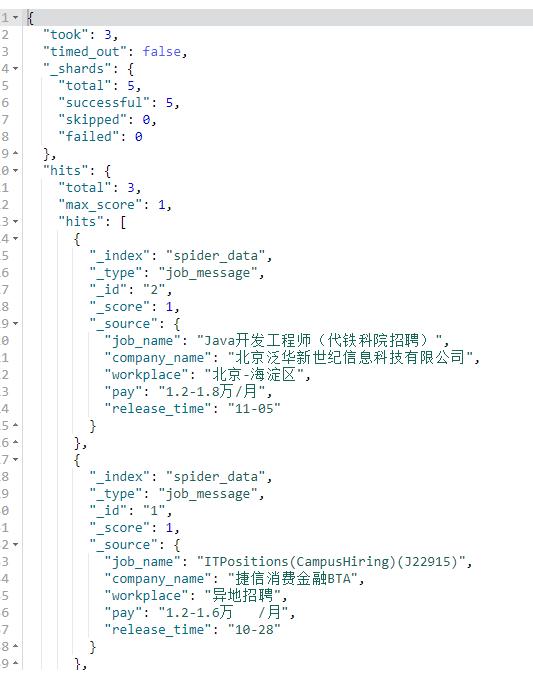 1 {
2 "took": 3,
3 "timed_out": false,
4 "_shards": {
5 "total": 5,
6 "successful": 5,
7 "skipped": 0,
8 "failed": 0
9 },
0 "hits": {
1 "total": 3,
2 "max_score": 1,
3 "hits": [
4 {
5 "_index": "spider_data",
6 "_type": "job_message",
7 "_id": "2",
8 "_score": 1,
9 "_source": {
0 "job_name": "Java开发工程师（代铁科院招聘）",
1 "company_name": "北京泛华新世纪信息科技有限公司",
2 "workplace": "北京-海淀区",
3 "pay": "1.2-1.8万/月",
4 "release_time": "11-05"
5 }
6 },
7 {
8 "_index": "spider_data",
9 "_type": "job_message",
0 "_id": "1",
1 "_score": 1,
2 "_source": {
3 "job_name": "ITPositions(CampusHiring)(J22915)",
4 "company_name": "捷信消费金融BTA",
5 "workplace": "异地招聘",
6 "pay": "1.2-1.6万   /月",
7 "release_time": "10-28"
8 }
9 },